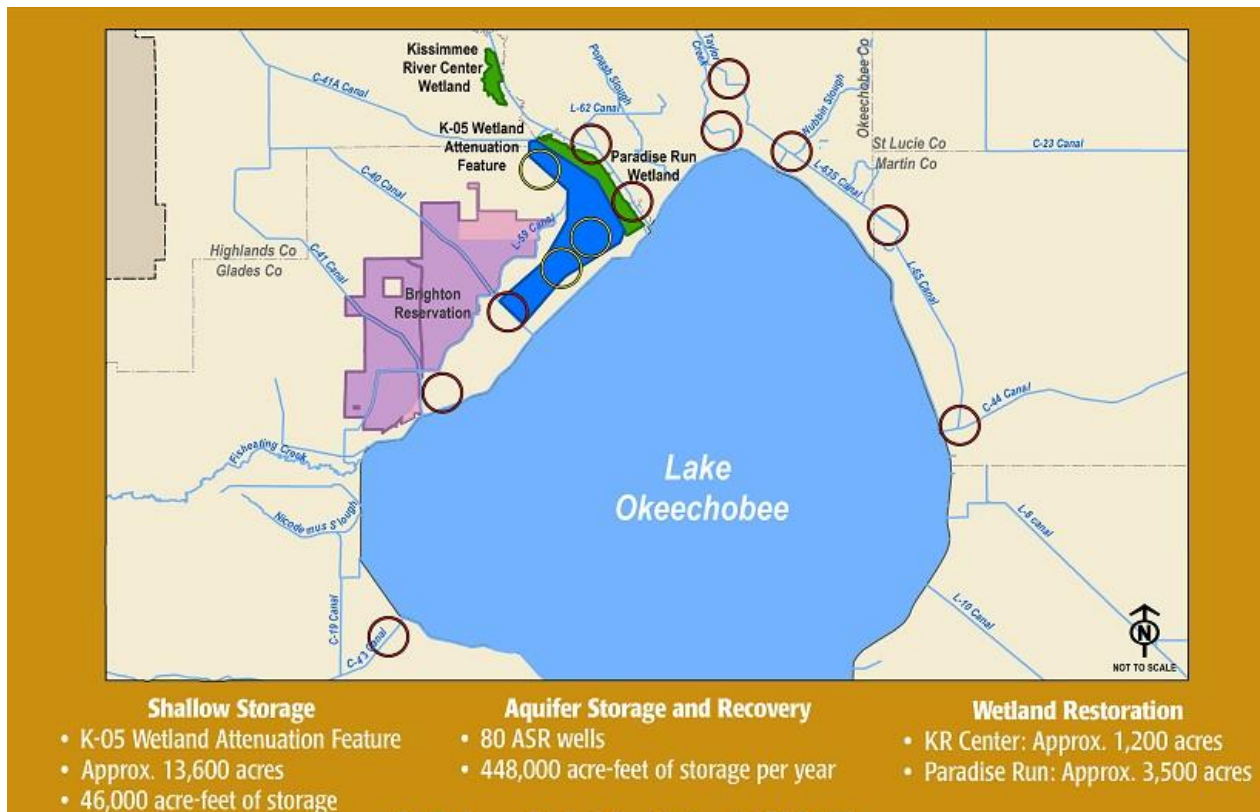 Kissimmee
River Center
Wetland
C-41A Canal
Popash Slough
Taylor
Creek
Okeechobee Co
L-62 Canal
Nubbin Slough
K-05 Wetland
Attenuation
Feature
St Lucie Co
Martin Co
C-23 Canal
Paradise Run
Wetland
L-63S Canal
C-40 Canal
L-59 Canal
Highlands Co
Glades Co
C-41 Canal
L-65 Canal
Brighton
Reservation
C-44 Canal
Fisheating Creek
Lake
Okeechobee
Nicodemus Slough
L-8 canal
C-19 Canal
L-10 Canal
C-43 Canal
N
NOT TO SCALE
Shallow Storage
• K-05 Wetland Attenuation Feature
• Approx. 13,600 acres
• 46,000 acre-feet of storage
Aquifer Storage and Recovery
• 80 ASR wells
• 448,000 acre-feet of storage per year
Wetland Restoration
• KR Center: Approx. 1,200 acres
• Paradise Run: Approx. 3,500 acres